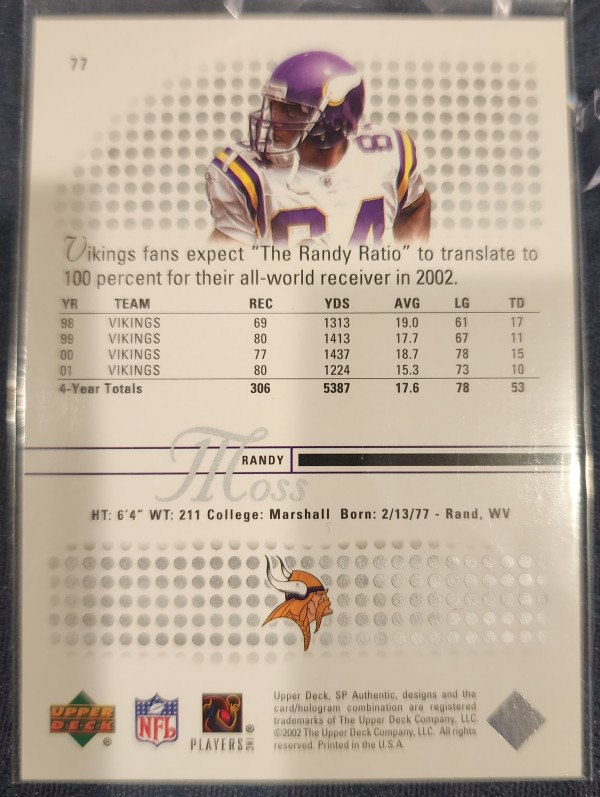 77
84
Vikings fans expect "The Randy Ratio" to translate to
100 percent for their all-world receiver in 2002.
YR TEAM REC YDS AVG LG TD
98 VIKINGS 69 1313 19.0 61 17
99 VIKINGS 80 1413 17.7 67 11
00 VIKINGS 77 1437 18.7 78 15
01 VIKINGS 80 1224 15.3 73 10
4-Year Totals 306 5387 17.6 78 53
RANDY
Moss
HT: 6'4" WT: 211 College: Marshall Born: 2/13/77 - Rand, WV
UPPER
DECK
®
NFL
PLAYERS INC ®
Upper Deck, SP Authentic, designs and the
card/hologram combination are registered
trademarks of The Upper Deck Company, LLC.
©2002 The Upper Deck Company, LLC. All rights
reserved. Printed in the U.S.A.